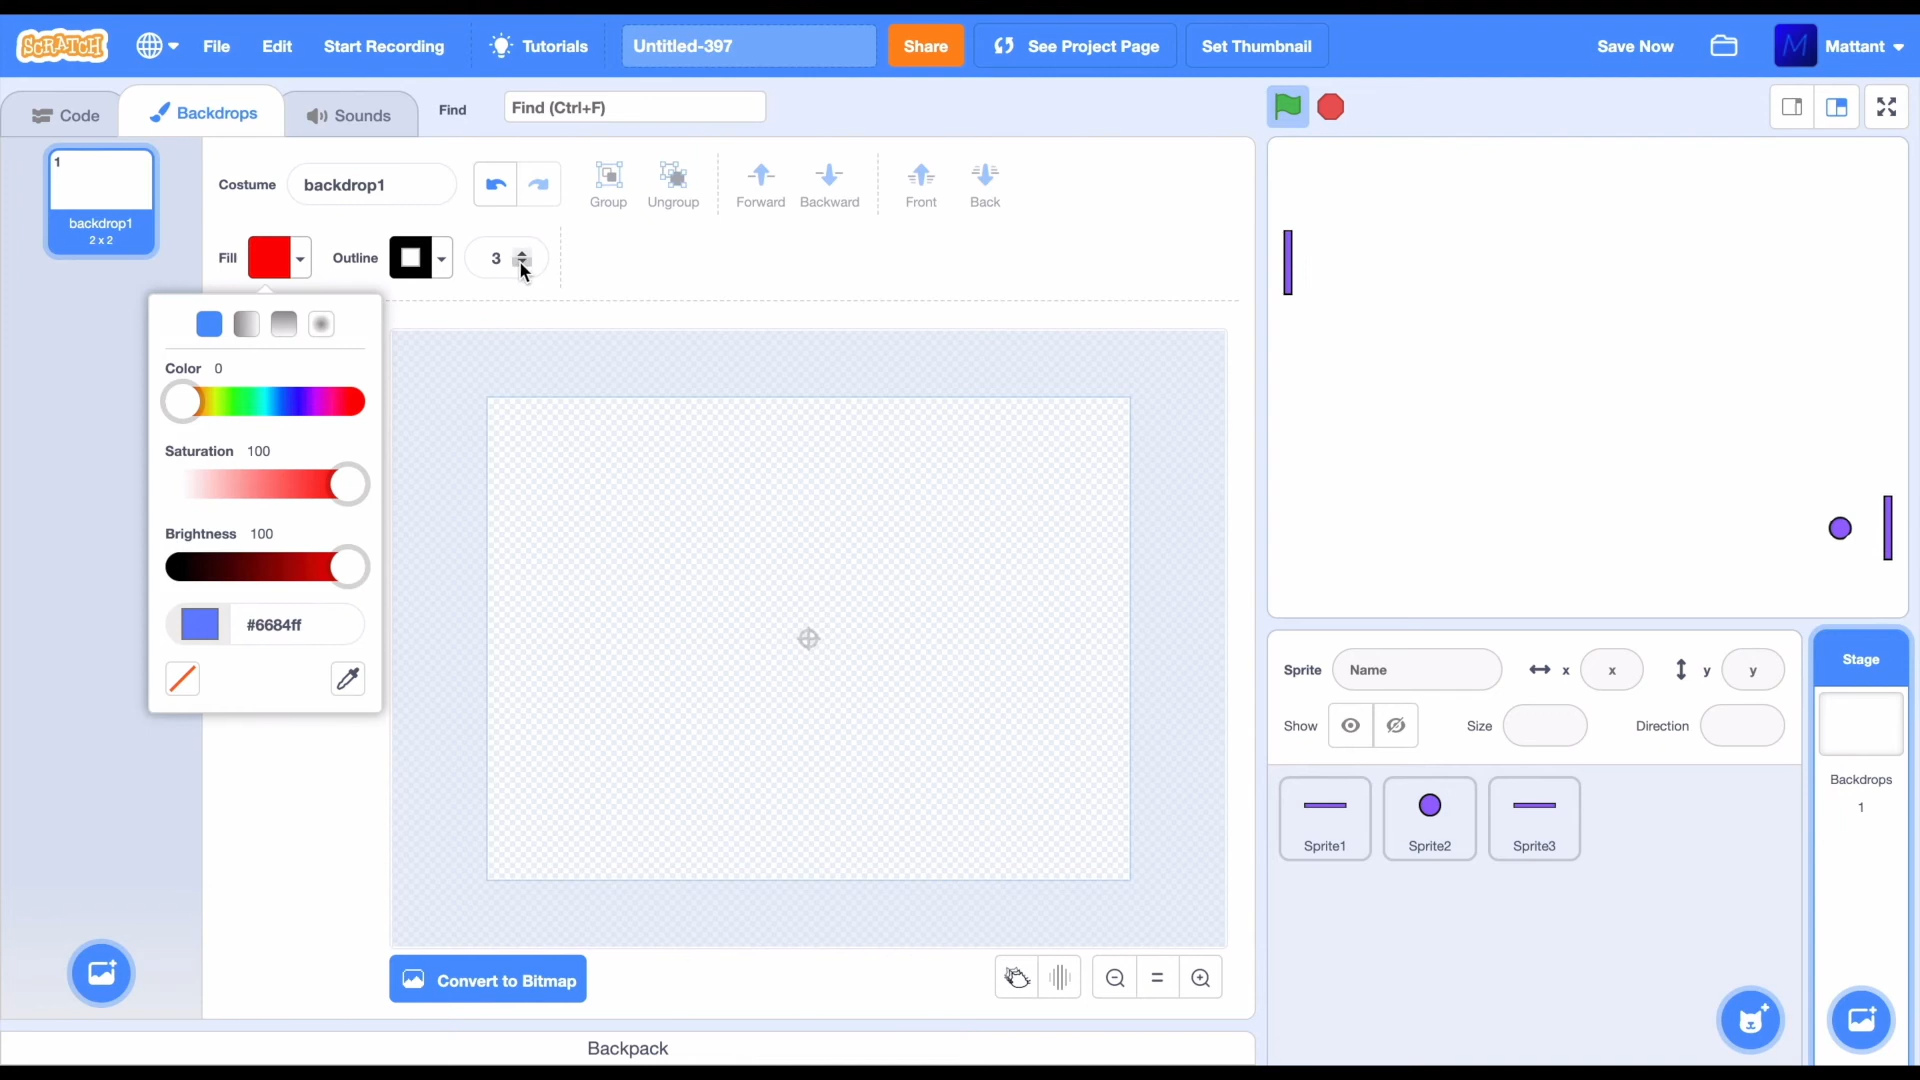 SCRATCH File Edit Start Recording Tutorials Untitled-397 Share See Project Page Set Thumbnail Save Now M Mattant
Code Backdrops Sounds Find Find (Ctrl+F)
1
backdrop1
2 x 2
Costume backdrop1 Group Ungroup Forward Backward Front Back
Fill Outline 3
Color 0
Saturation 100
Brightness 100
#6684ff
Convert to Bitmap
Backpack
Sprite Name x x y y
Show Size Direction
Sprite1 Sprite2 Sprite3
Stage
Backdrops
1